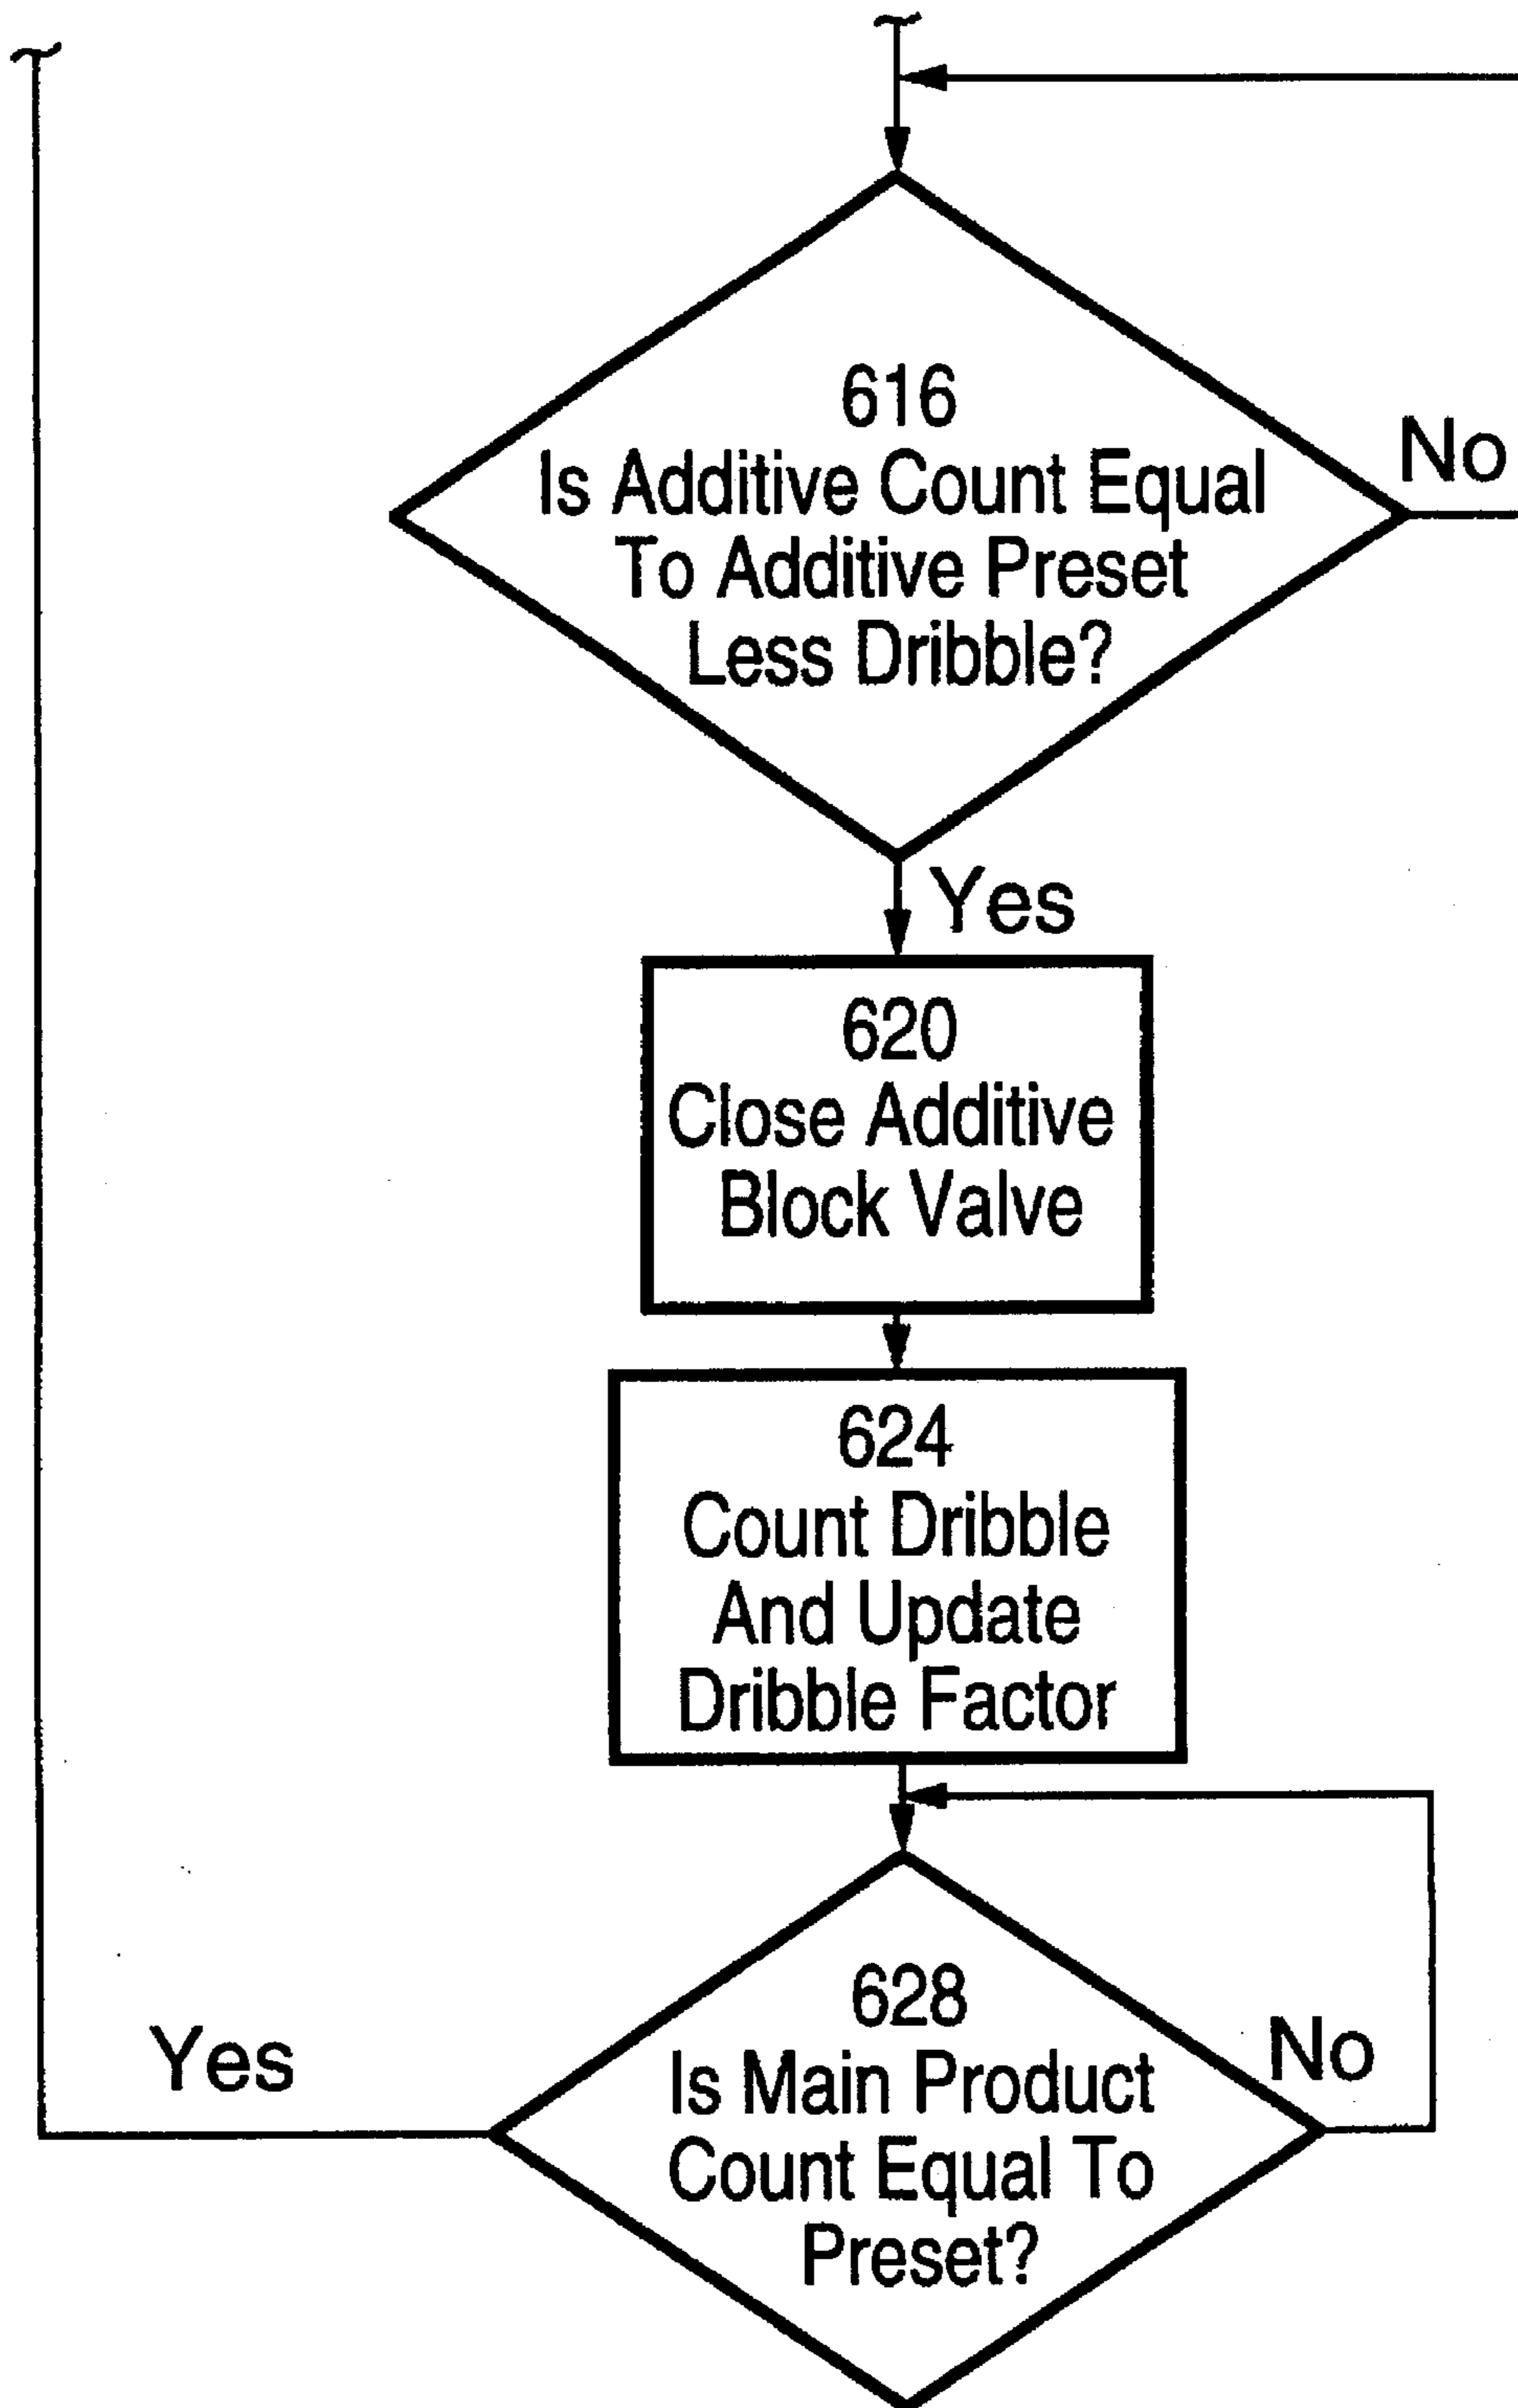 616
Is Additive Count Equal
To Additive Preset
Less Dribble?
No
Yes
620
Close Additive
Block Valve
624
Count Dribble
And Update
Dribble Factor
628
Is Main Product
Count Equal To
Preset?
Yes
No